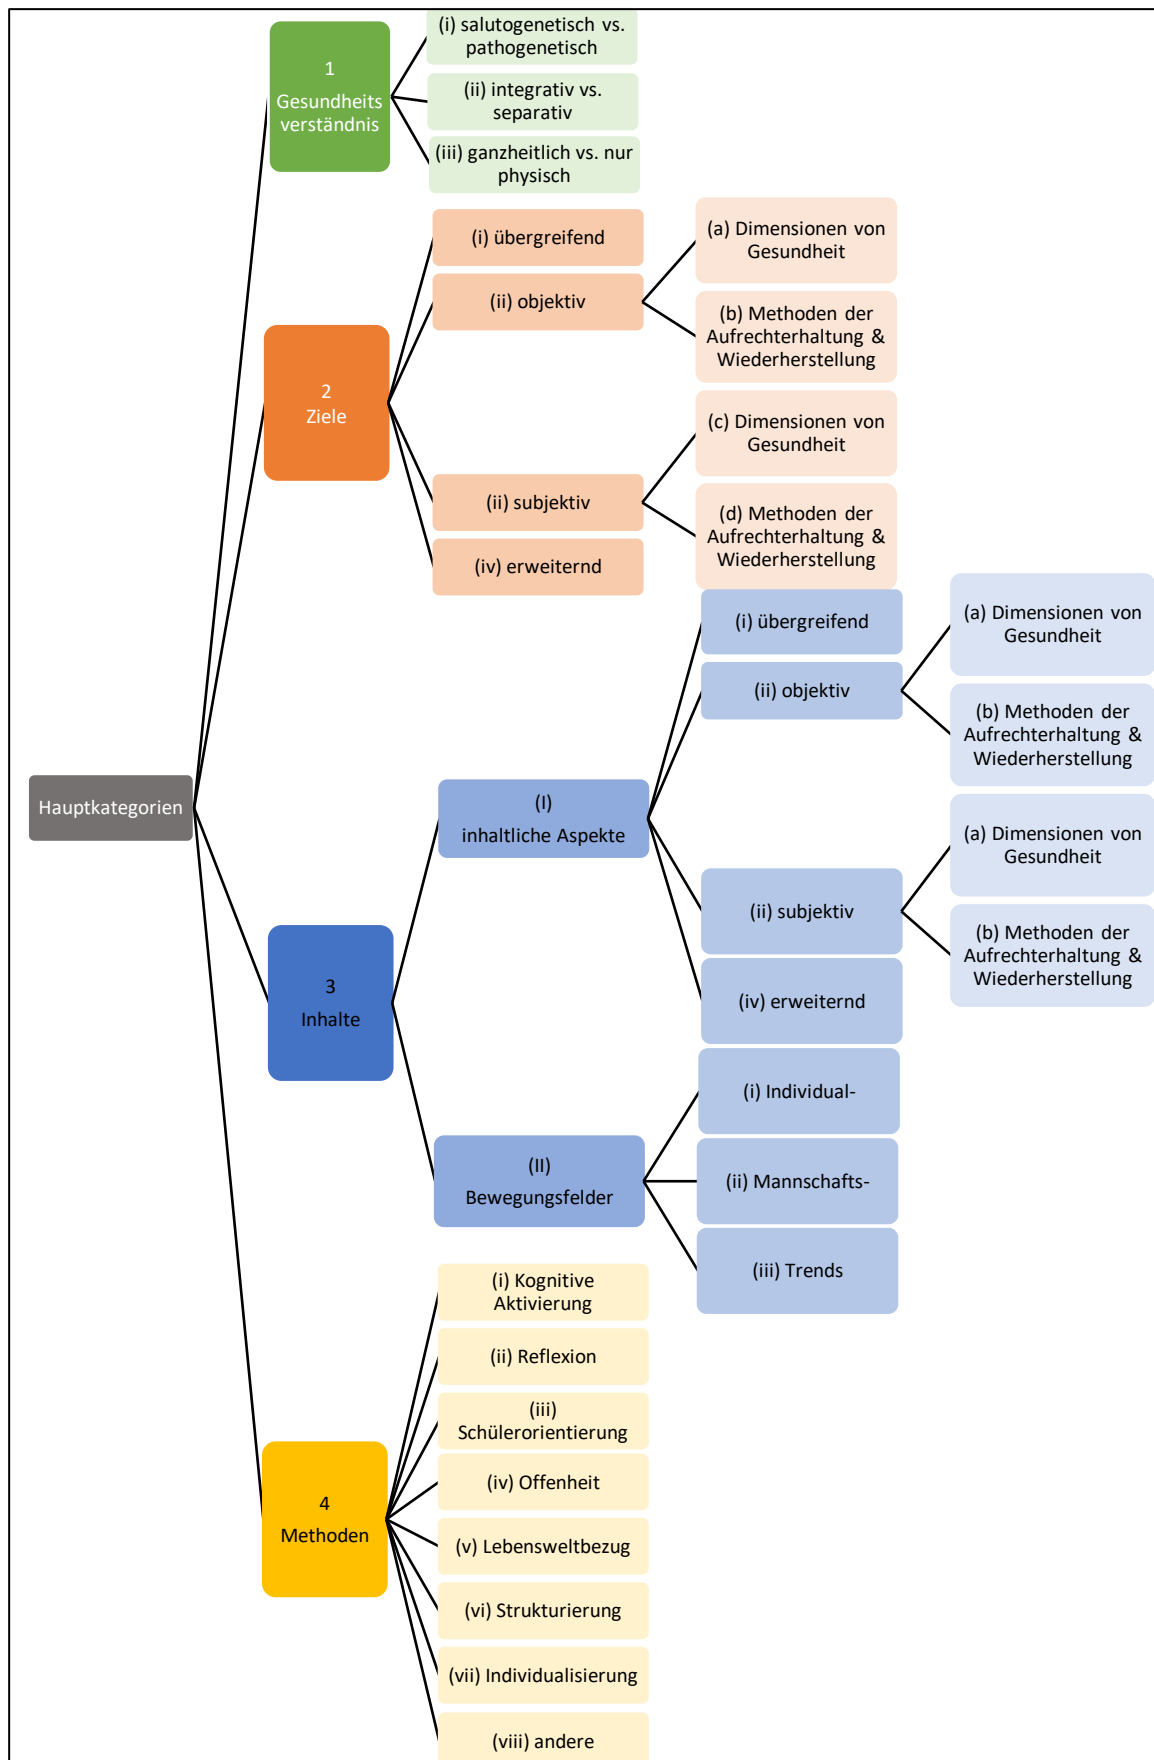 Hauptkategorien
1
Gesundheits
verständnis
(i) salutogenetisch vs.
pathogenetisch
(ii) integrativ vs.
separativ
(iii) ganzheitlich vs. nur
physisch
2
Ziele
(i) übergreifend
(ii) objektiv
(a) Dimensionen von
Gesundheit
(b) Methoden der
Aufrechterhaltung &
Wiederherstellung
(ii) subjektiv
(c) Dimensionen von
Gesundheit
(d) Methoden der
Aufrechterhaltung &
Wiederherstellung
(iv) erweiternd
3
Inhalte
(I)
inhaltliche Aspekte
(i) übergreifend
(ii) objektiv
(a) Dimensionen von
Gesundheit
(b) Methoden der
Aufrechterhaltung &
Wiederherstellung
(ii) subjektiv
(a) Dimensionen von
Gesundheit
(b) Methoden der
Aufrechterhaltung &
Wiederherstellung
(iv) erweiternd
(II)
Bewegungsfelder
(i) Individual-
(ii) Mannschafts-
(iii) Trends
4
Methoden
(i) Kognitive
Aktivierung
(ii) Reflexion
(iii)
Schülerorientierung
(iv) Offenheit
(v) Lebensweltbezug
(vi) Strukturierung
(vii) Individualisierung
(viii) andere